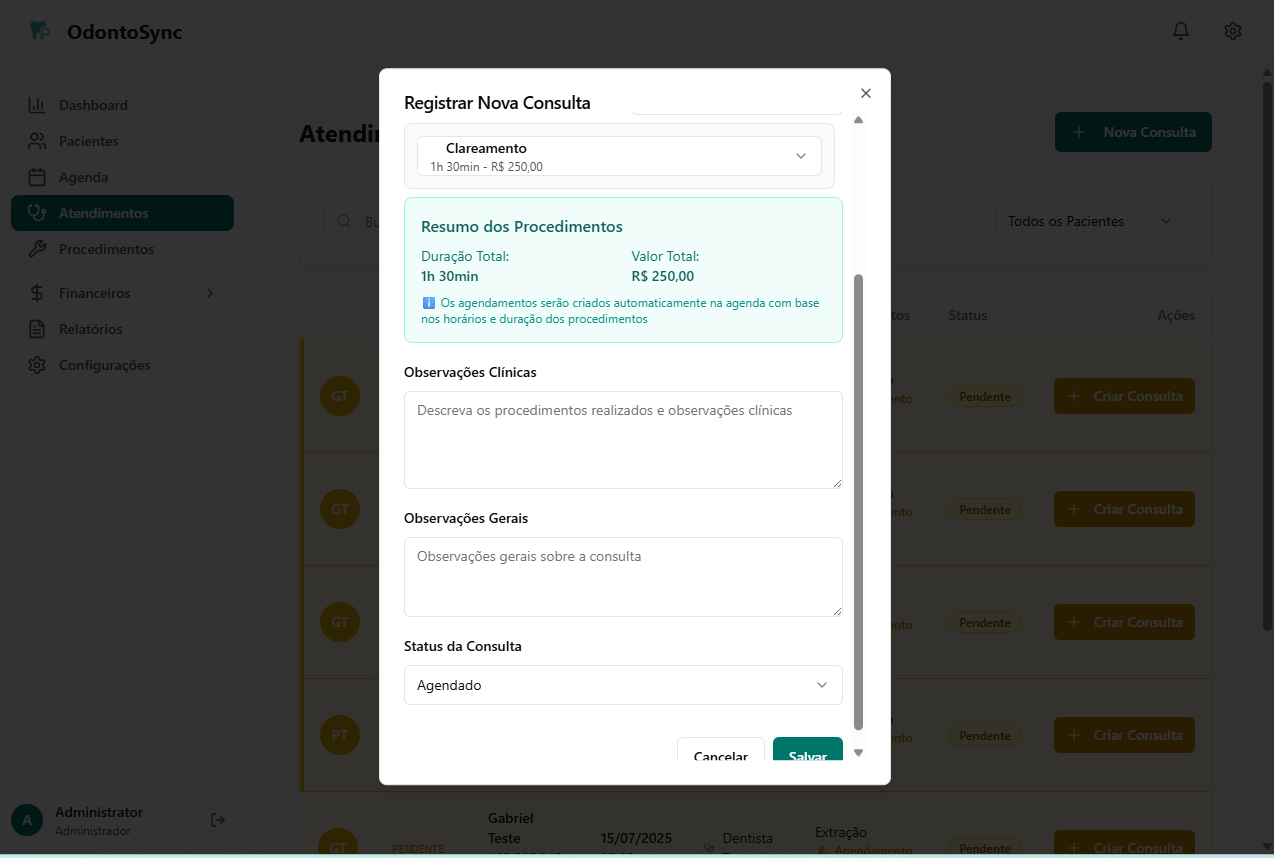 OdontoSync
Dashboard
Pacientes
Agenda
Atendimentos
Procedimentos
Financeiros
Relatórios
Configurações
A
Administrator
Administrador
Nova Consulta
Todos os Pacientes
Status
Ações
Registrar Nova Consulta
Clareamento
1h 30min - R$ 250,00
Resumo dos Procedimentos
Duração Total:
Valor Total:
1h 30min
R$ 250,00
Os agendamentos serão criados automaticamente na agenda com base
nos horários e duração dos procedimentos
Observações Clínicas
Descreva os procedimentos realizados e observações clínicas
Observações Gerais
Observações gerais sobre a consulta
Status da Consulta
Agendado
Cancelar
Salvar
GT
Pendente
Criar Consulta
GT
Pendente
Criar Consulta
GT
Pendente
Criar Consulta
PT
Pendente
Criar Consulta
GT
PENDENTE
Gabriel
Teste
15/07/2025
Dentista
Extração
Agendamento
Pendente
Criar Consulta